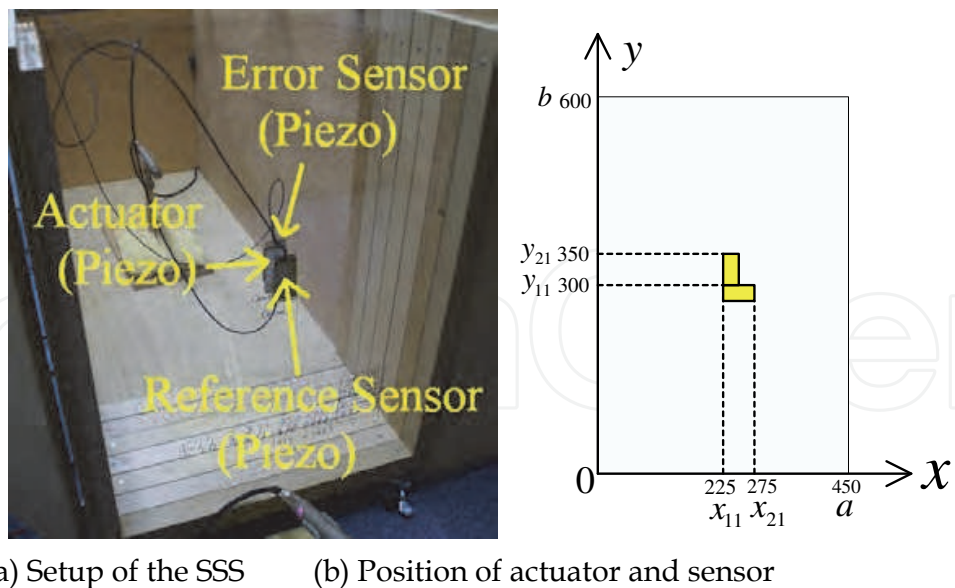 Error Sensor
(Piezo)
Actuator
(Piezo)
Reference Sensor
(Piezo)
y
b 600
y21 350
y11 300
0
225 275 450
x11 x21 a
x
a) Setup of the SSS (b) Position of actuator and sensor